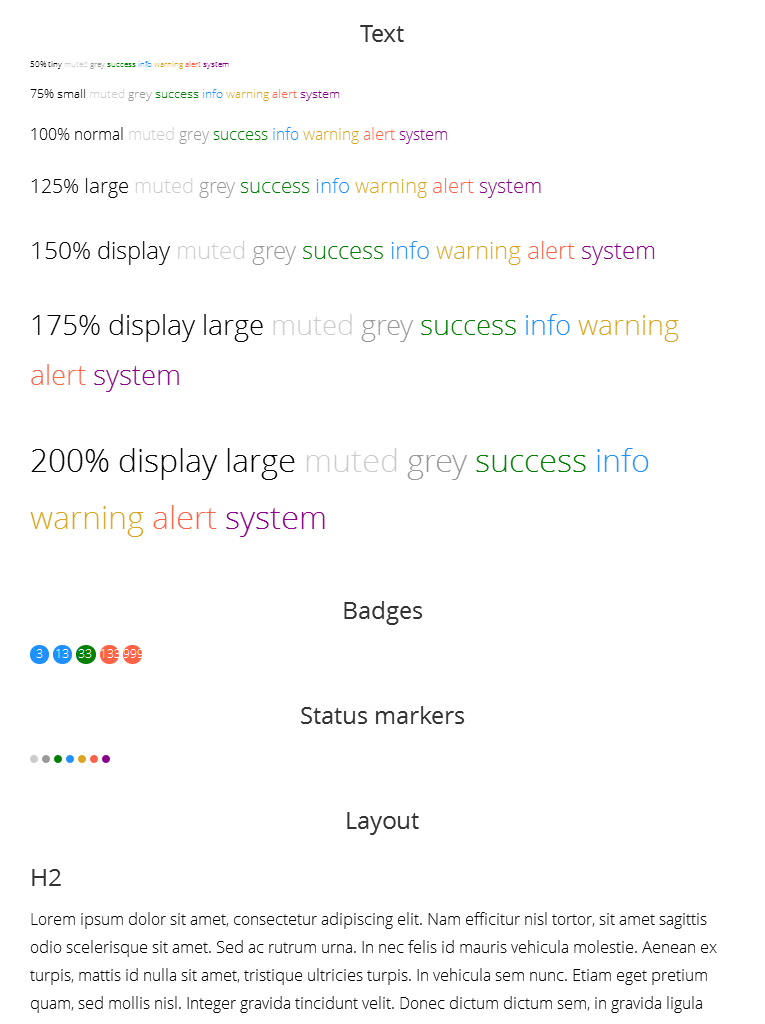 Text
50% tiny muted grey success info warning alert system
75% small muted grey success info warning alert system
100% normal muted grey success info warning alert system
125% large muted grey success info warning alert system
150% display muted grey success info warning alert system
175% display large muted grey success info warning
alert system
200% display large muted grey success info
warning alert system
Badges
3 13 33 133 999
Status markers
Layout
H2
Lorem ipsum dolor sit amet, consectetur adipiscing elit. Nam efficitur nisl tortor, sit amet sagittis
odio scelerisque sit amet. Sed ac rutrum urna. In nec felis id mauris vehicula molestie. Aenean ex
turpis, mattis id nulla sit amet, tristique ultricies turpis. In vehicula sem nunc. Etiam eget pretium
quam, sed mollis nisl. Integer gravida tincidunt velit. Donec dictum dictum sem, in gravida ligula